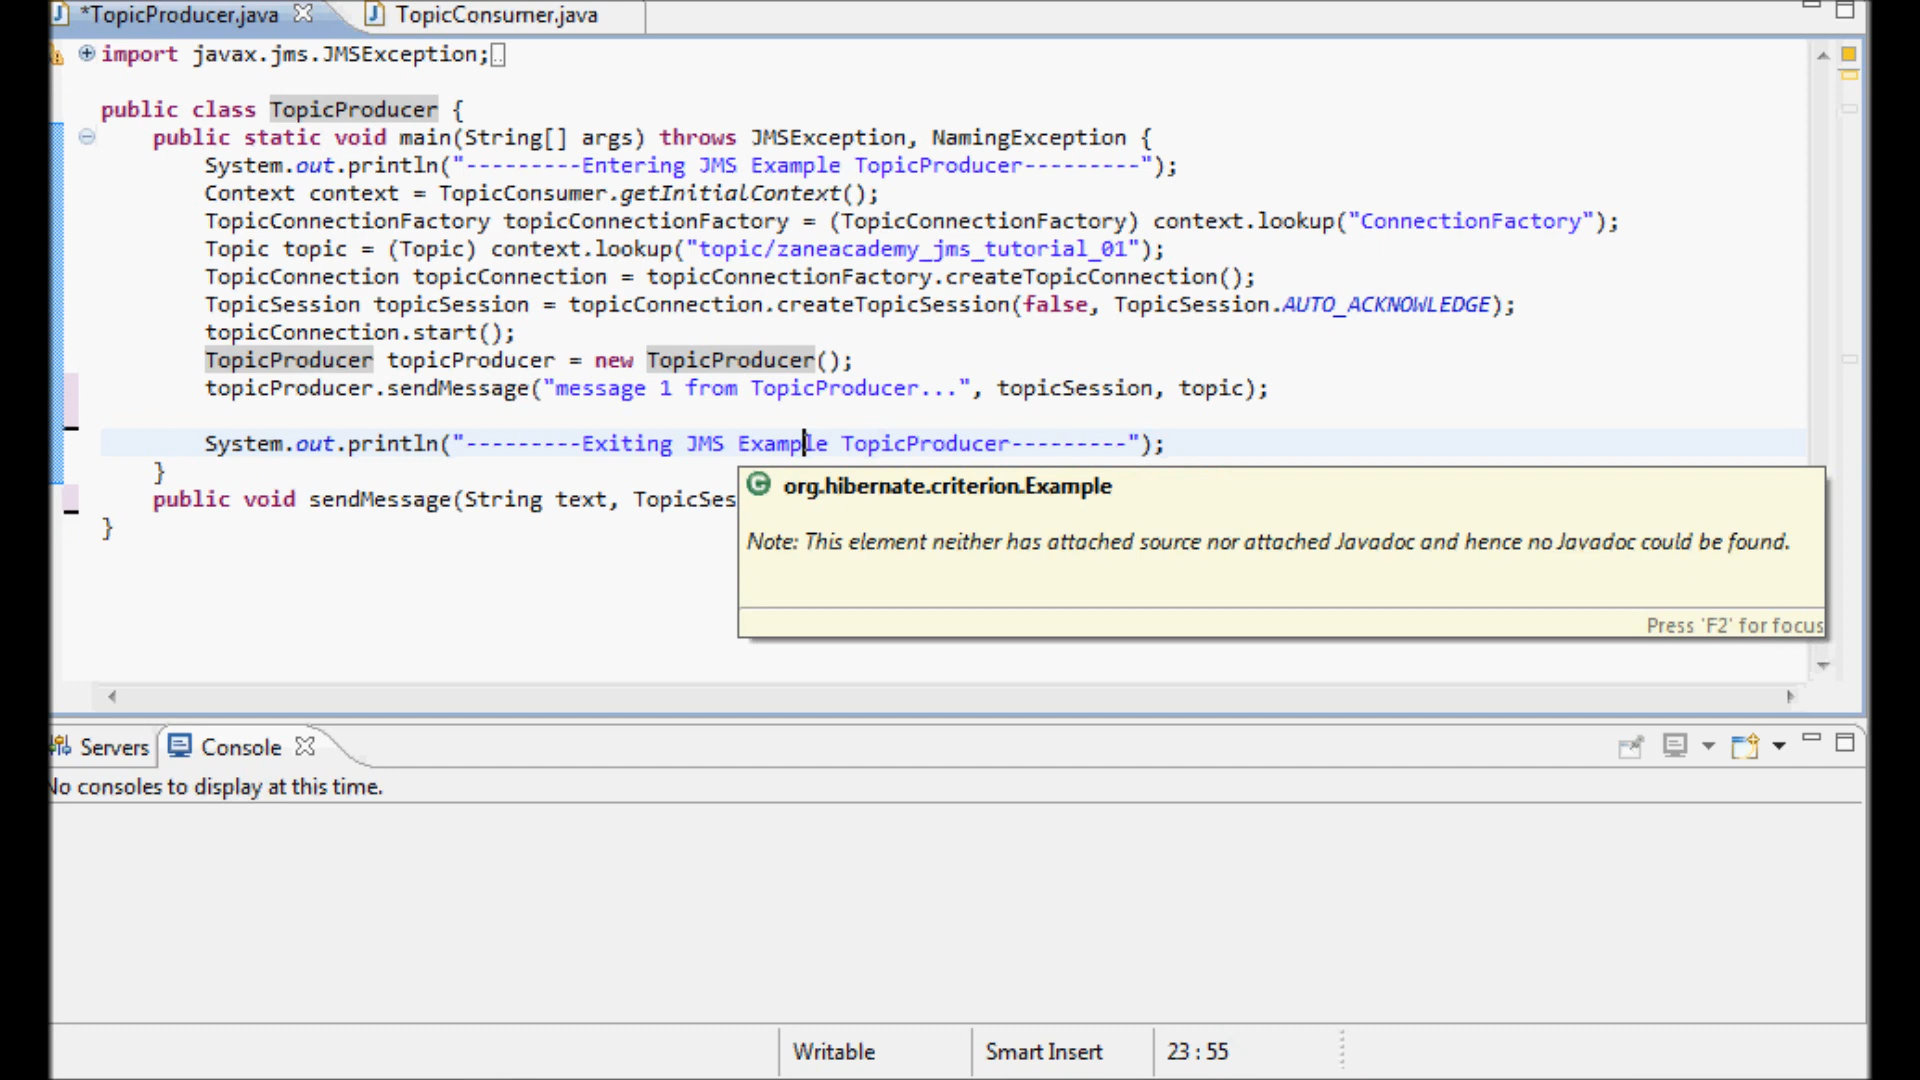 *TopicProducer.java
TopicConsumer.java
import javax.jms.JMSException;
public class TopicProducer {
public static void main(String[] args) throws JMSException, NamingException {
System.out.println("---------Entering JMS Example TopicProducer---------");
Context context = TopicConsumer.getInitialContext();
TopicConnectionFactory topicConnectionFactory = (TopicConnectionFactory) context.lookup("ConnectionFactory");
Topic topic = (Topic) context.lookup("topic/zaneacademy_jms_tutorial_01");
TopicConnection topicConnection = topicConnectionFactory.createTopicConnection();
TopicSession topicSession = topicConnection.createTopicSession(false, TopicSession.AUTO_ACKNOWLEDGE);
topicConnection.start();
TopicProducer topicProducer = new TopicProducer();
topicProducer.sendMessage("message 1 from TopicProducer...", topicSession, topic);
System.out.println("---------Exiting JMS Example TopicProducer---------");
}
org.hibernate.criterion.Example
public void sendMessage(String text, TopicSes
}
Note: This element neither has attached source nor attached Javadoc and hence no Javadoc could be found.
Press 'F2' for focus
Servers
Console
No consoles to display at this time.
Writable
Smart Insert
23 : 55